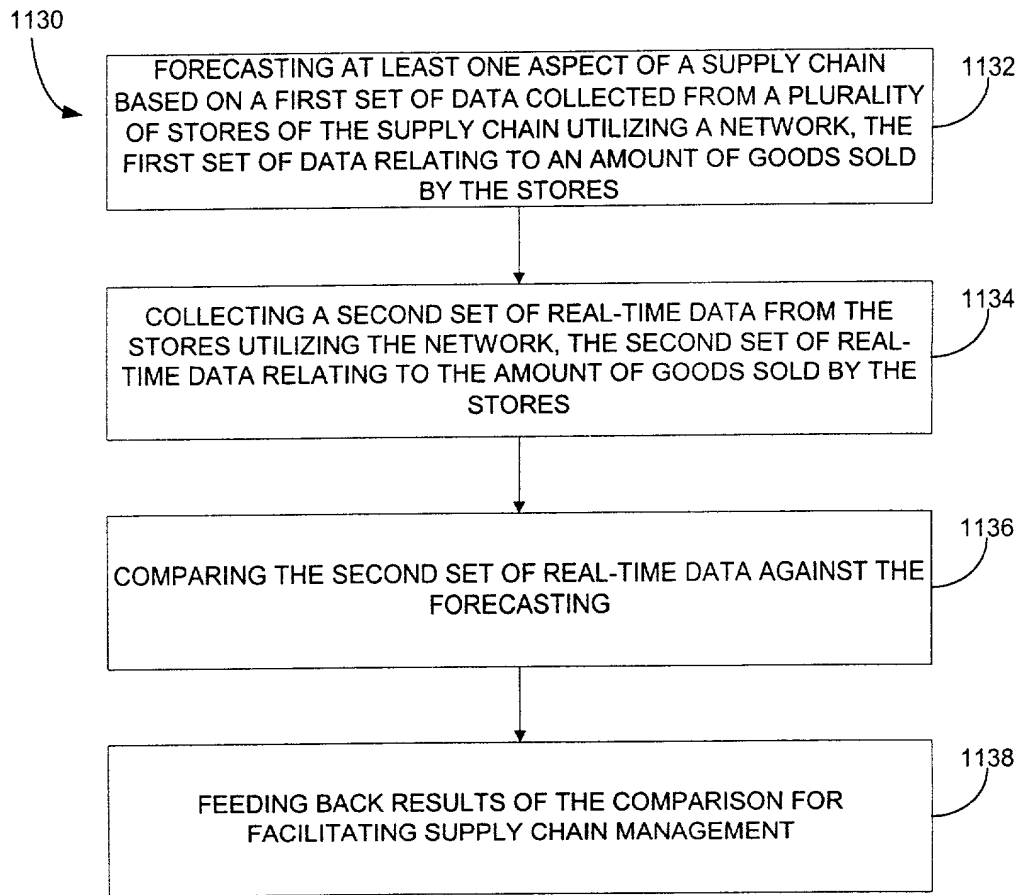 1130
FORECASTING AT LEAST ONE ASPECT OF A SUPPLY CHAIN
BASED ON A FIRST SET OF DATA COLLECTED FROM A PLURALITY
OF STORES OF THE SUPPLY CHAIN UTILIZING A NETWORK, THE
FIRST SET OF DATA RELATING TO AN AMOUNT OF GOODS SOLD
BY THE STORES
1132
COLLECTING A SECOND SET OF REAL-TIME DATA FROM THE
STORES UTILIZING THE NETWORK, THE SECOND SET OF REAL-
TIME DATA RELATING TO THE AMOUNT OF GOODS SOLD BY THE
STORES
1134
COMPARING THE SECOND SET OF REAL-TIME DATA AGAINST THE
FORECASTING
1136
FEEDING BACK RESULTS OF THE COMPARISON FOR
FACILITATING SUPPLY CHAIN MANAGEMENT
1138